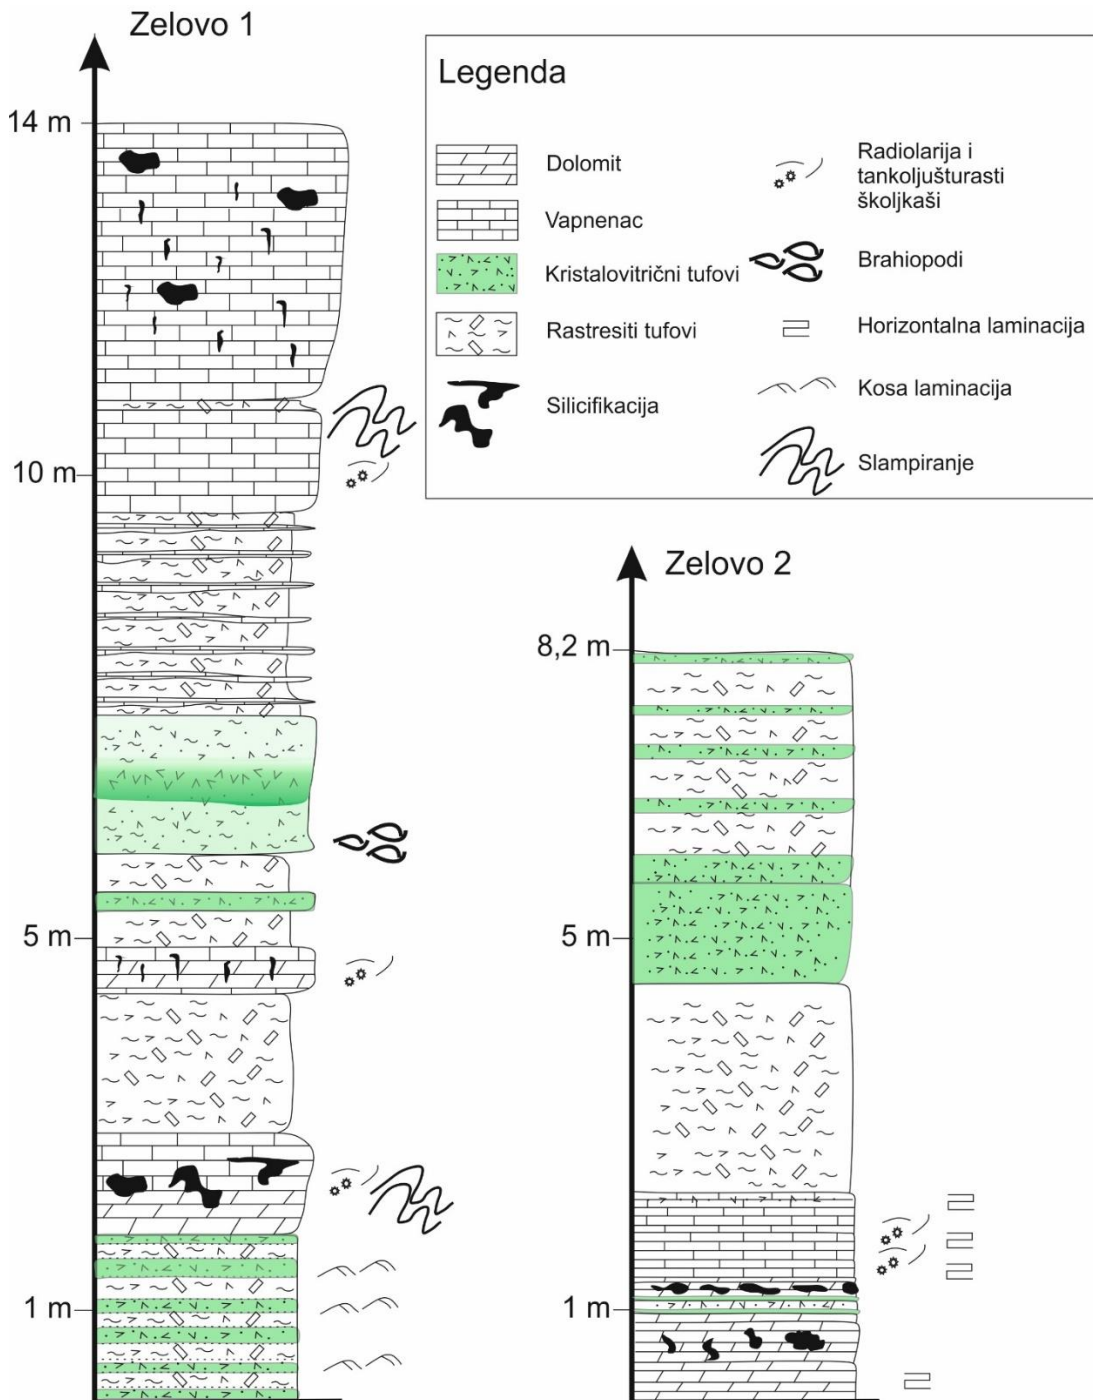 Zelovo 1
14 m
10 m
5 m
1 m
Legenda
Dolomit
Vapnenac
Kristalovitrični tufovi
Rastresiti tufovi
Silicifikacija
Radiolarija i
tankoljušturasti
školjkaši
Brahiopodi
Horizontalna laminacija
Kosa laminacija
Slampiranje
Zelovo 2
8,2 m
5 m
1 m